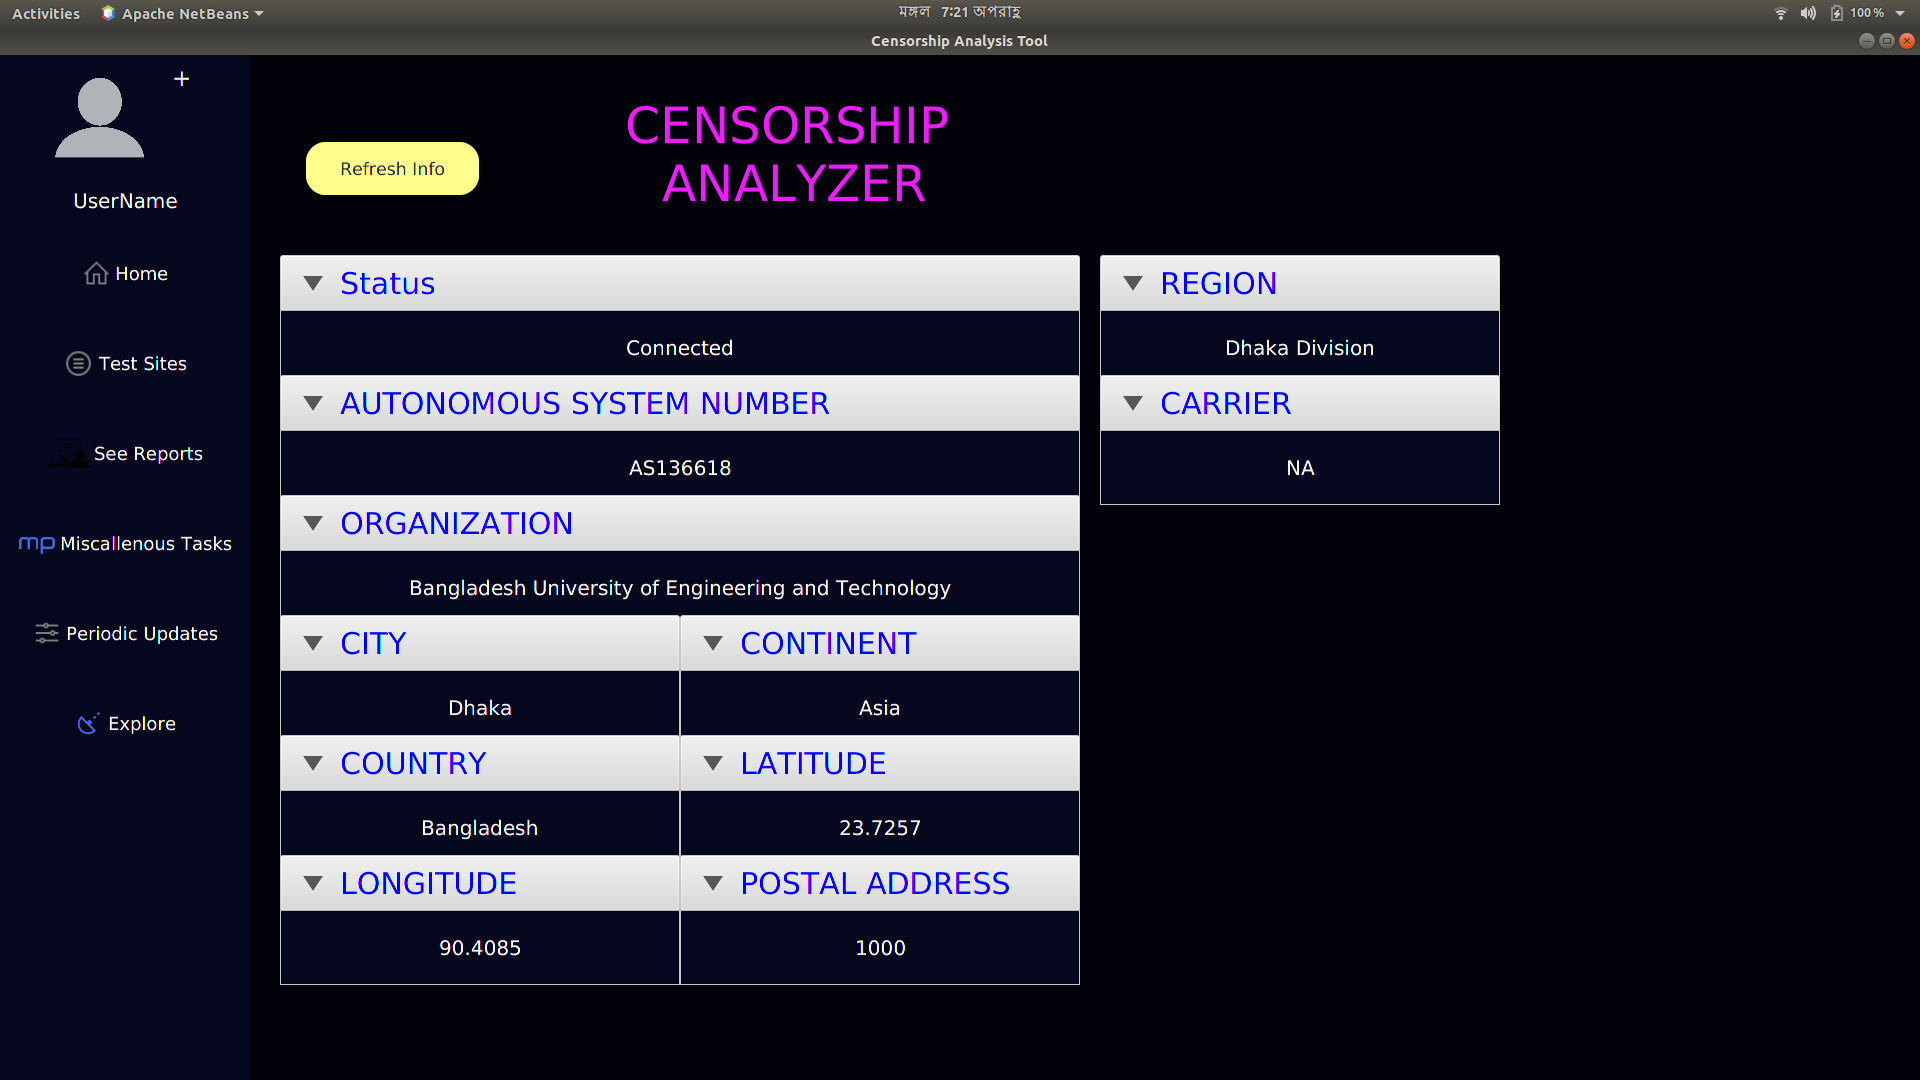 Activities Apache NetBeans মঙ্গল 7:21 অপরাহ্ণ 100 %
Censorship Analysis Tool
+
UserName
Home
Test Sites
See Reports
mp Miscallenous Tasks
Periodic Updates
Explore
Refresh Info
CENSORSHIP
ANALYZER
Status
Connected
AUTONOMOUS SYSTEM NUMBER
AS136618
ORGANIZATION
Bangladesh University of Engineering and Technology
CITY
Dhaka
CONTINENT
Asia
COUNTRY
Bangladesh
LATITUDE
23.7257
LONGITUDE
90.4085
POSTAL ADDRESS
1000
REGION
Dhaka Division
CARRIER
NA